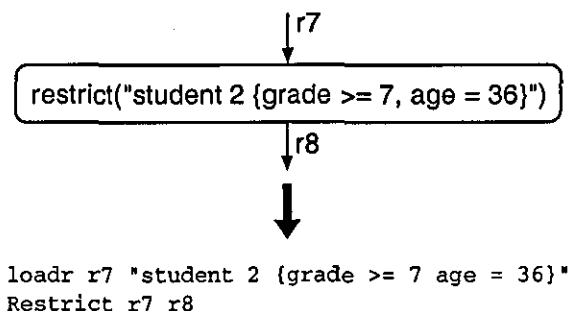 r7
restrict("student 2 {grade >= 7, age = 36}")
r8
loadr r7 "student 2 {grade >= 7 age = 36}"
Restrict r7 r8